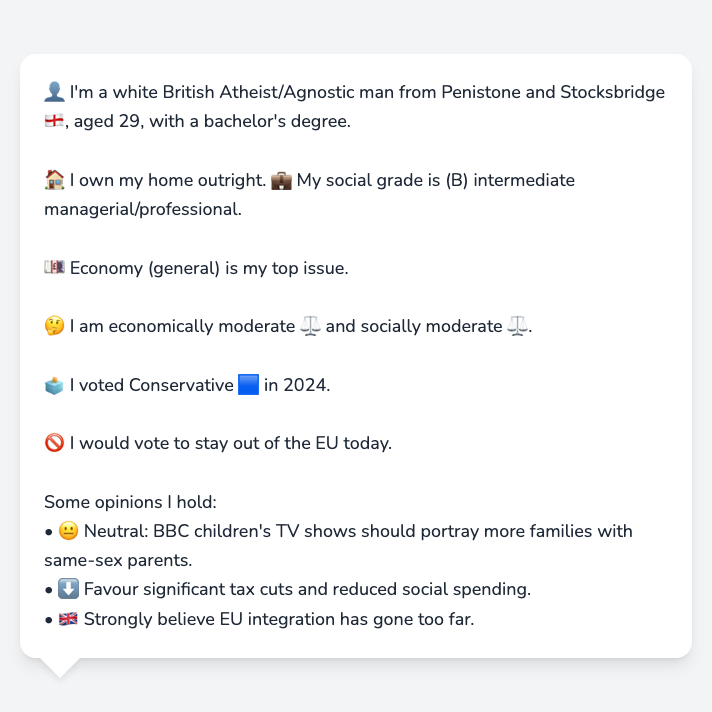 👤 I'm a white British Atheist/Agnostic man from Penistone and Stocksbridge
🏴󠁧󠁢󠁥󠁮󠁧󠁿, aged 29, with a bachelor's degree.
🏠 I own my home outright. 💼 My social grade is (B) intermediate
managerial/professional.
💷 Economy (general) is my top issue.
🤔 I am economically moderate ⚖️ and socially moderate ⚖️.
🗳️ I voted Conservative 🟦 in 2024.
🚫 I would vote to stay out of the EU today.
Some opinions I hold:
• 😐 Neutral: BBC children's TV shows should portray more families with
same-sex parents.
• ⬇️ Favour significant tax cuts and reduced social spending.
• 🇬🇧 Strongly believe EU integration has gone too far.